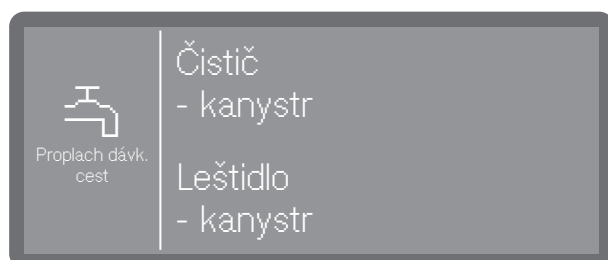 Proplach dávk.
cest
Čistič
- kanystr
Leštidlo
- kanystr